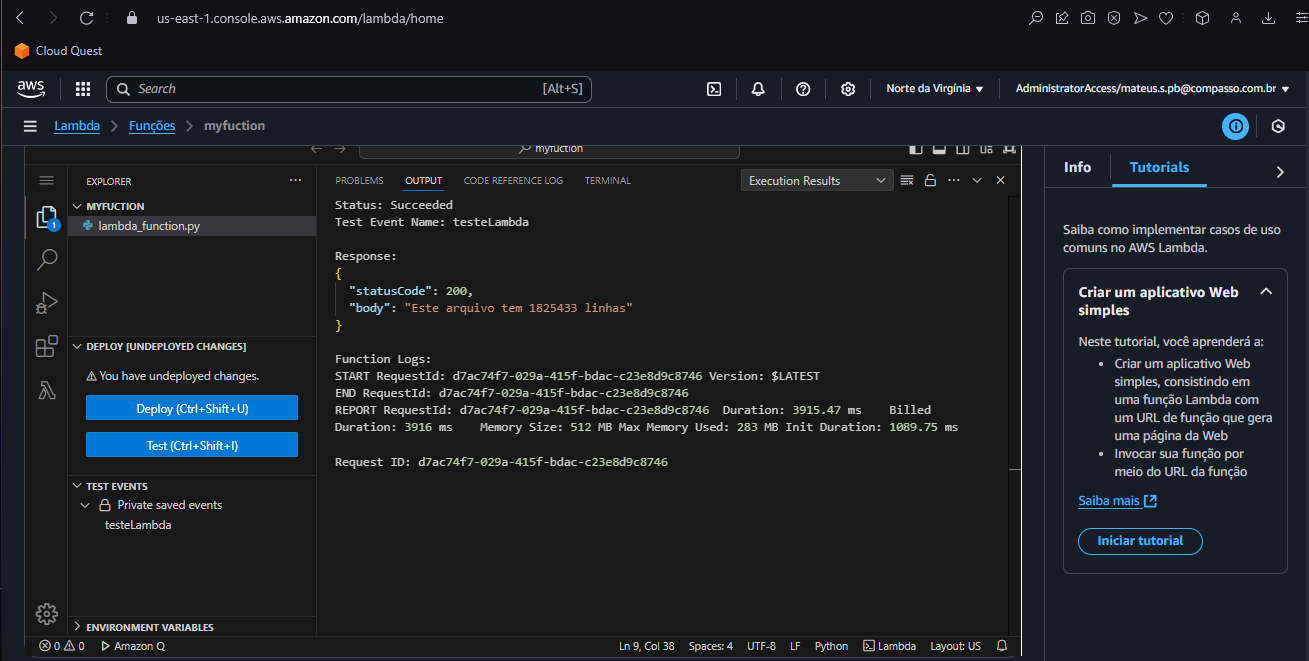 us-east-1.console.aws.amazon.com/lambda/home
Cloud Quest
aws
Search
[Alt+S]
Norte da Virgínia
AdministratorAccess/mateus.s.pb@compasso.com.br
Lambda
Funções
myfuction
myfuction
EXPLORER
MYFUCTION
lambda_function.py
1
DEPLOY [UNDEPLOYED CHANGES]
You have undeployed changes.
Deploy (Ctrl+Shift+U)
Test (Ctrl+Shift+I)
TEST EVENTS
Private saved events
testeLambda
ENVIRONMENT VARIABLES
PROBLEMS
OUTPUT
CODE REFERENCE LOG
TERMINAL
Execution Results
Status: Succeeded
Test Event Name: testeLambda
Response:
{
"statusCode": 200,
"body": "Este arquivo tem 1825433 linhas"
}
Function Logs:
START RequestId: d7ac74f7-029a-415f-bdac-c23e8d9c8746 Version: $LATEST
END RequestId: d7ac74f7-029a-415f-bdac-c23e8d9c8746
REPORT RequestId: d7ac74f7-029a-415f-bdac-c23e8d9c8746 Duration: 3915.47 ms Billed
Duration: 3916 ms Memory Size: 512 MB Max Memory Used: 283 MB Init Duration: 1089.75 ms
Request ID: d7ac74f7-029a-415f-bdac-c23e8d9c8746
Info
Tutorials
Saiba como implementar casos de uso
comuns no AWS Lambda.
Criar um aplicativo Web
simples
Neste tutorial, você aprenderá a:
• Criar um aplicativo Web
simples, consistindo em
uma função Lambda com
um URL de função que gera
uma página da Web
• Invocar sua função por
meio do URL da função
Saiba mais
Iniciar tutorial
0
0
Amazon Q
Ln 9, Col 38
Spaces: 4
UTF-8
LF
Python
Lambda
Layout: US